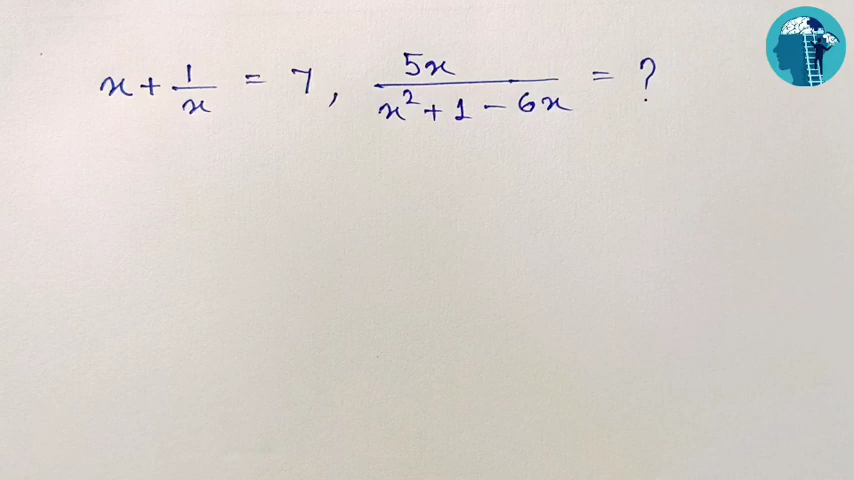 x + 1/x = 7, 5x/(x² + 1 - 6x) = ?